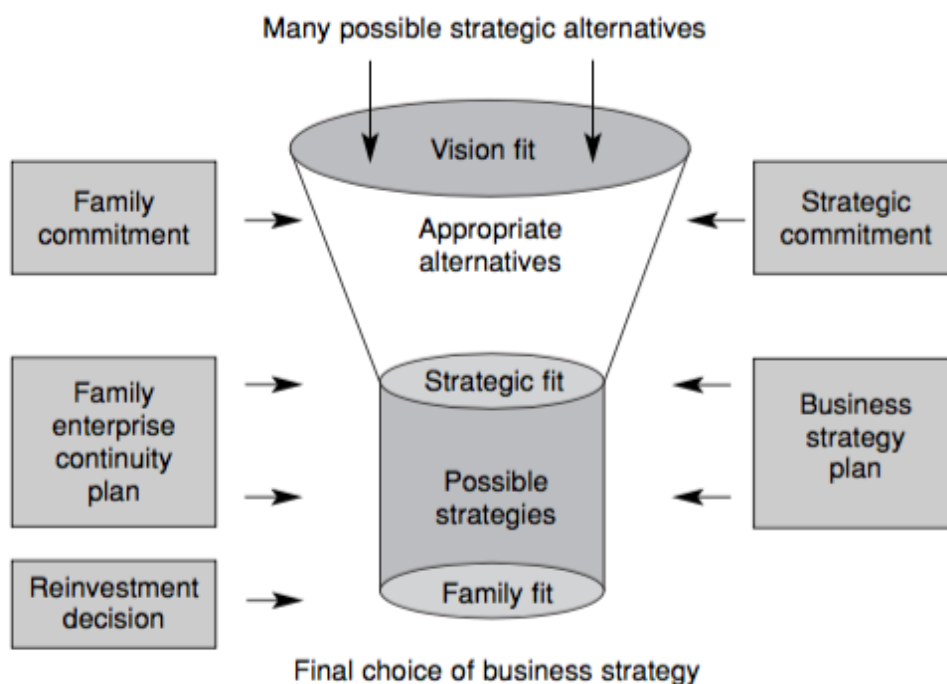 Many possible strategic alternatives
Vision fit
Family
commitment
Appropriate
alternatives
Strategic
commitment
Strategic fit
Family
enterprise
continuity
plan
Business
strategy
plan
Possible
strategies
Reinvestment
decision
Family fit
Final choice of business strategy